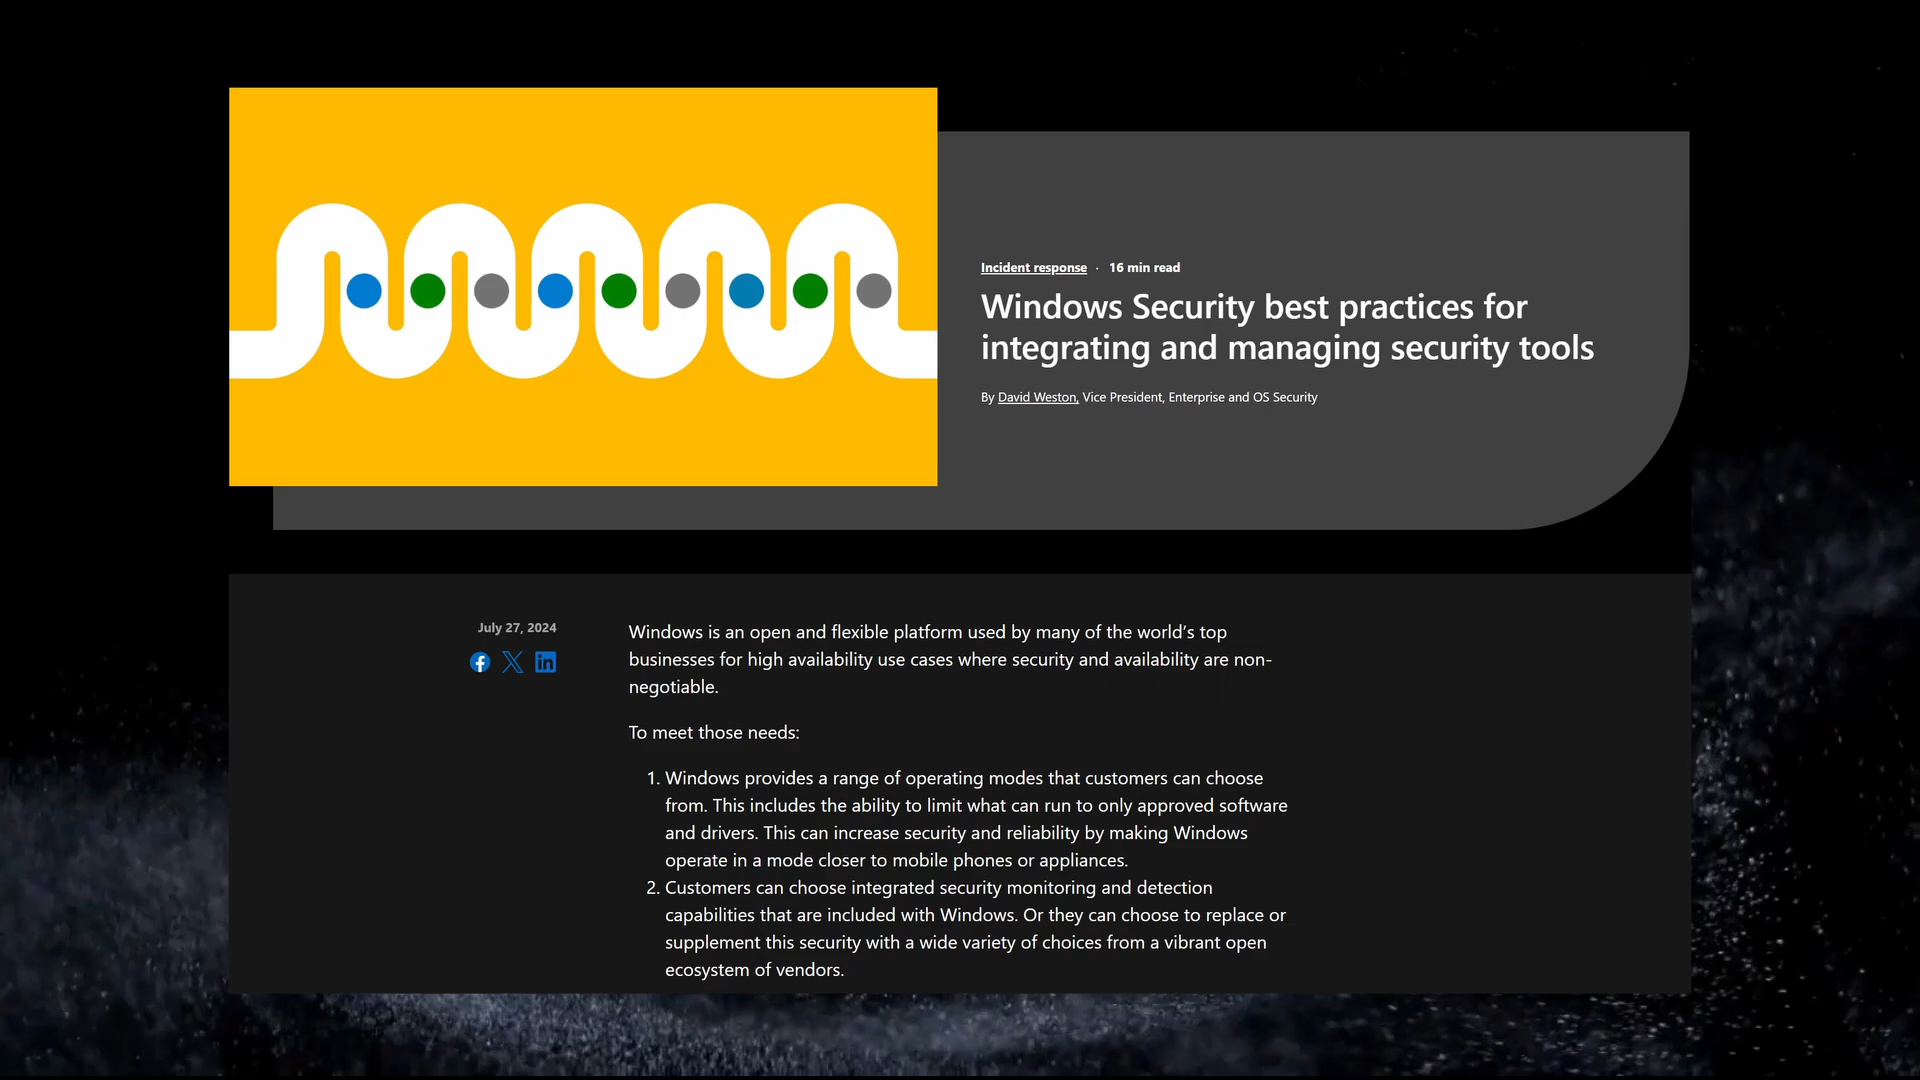 Incident response · 16 min read
Windows Security best practices for
integrating and managing security tools
By David Weston, Vice President, Enterprise and OS Security
July 27, 2024
Windows is an open and flexible platform used by many of the world’s top
businesses for high availability use cases where security and availability are non-
negotiable.
To meet those needs:
1. Windows provides a range of operating modes that customers can choose
from. This includes the ability to limit what can run to only approved software
and drivers. This can increase security and reliability by making Windows
operate in a mode closer to mobile phones or appliances.
2. Customers can choose integrated security monitoring and detection
capabilities that are included with Windows. Or they can choose to replace or
supplement this security with a wide variety of choices from a vibrant open
ecosystem of vendors.